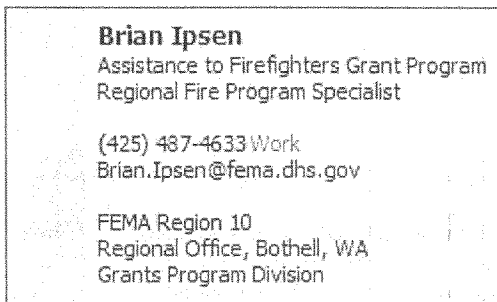 Brian Ipsen
Assistance to Firefighters Grant Program
Regional Fire Program Specialist
(425) 487-4633 Work
Brian.Ipsen@fema.dhs.gov
FEMA Region 10
Regional Office, Bothell, WA
Grants Program Division